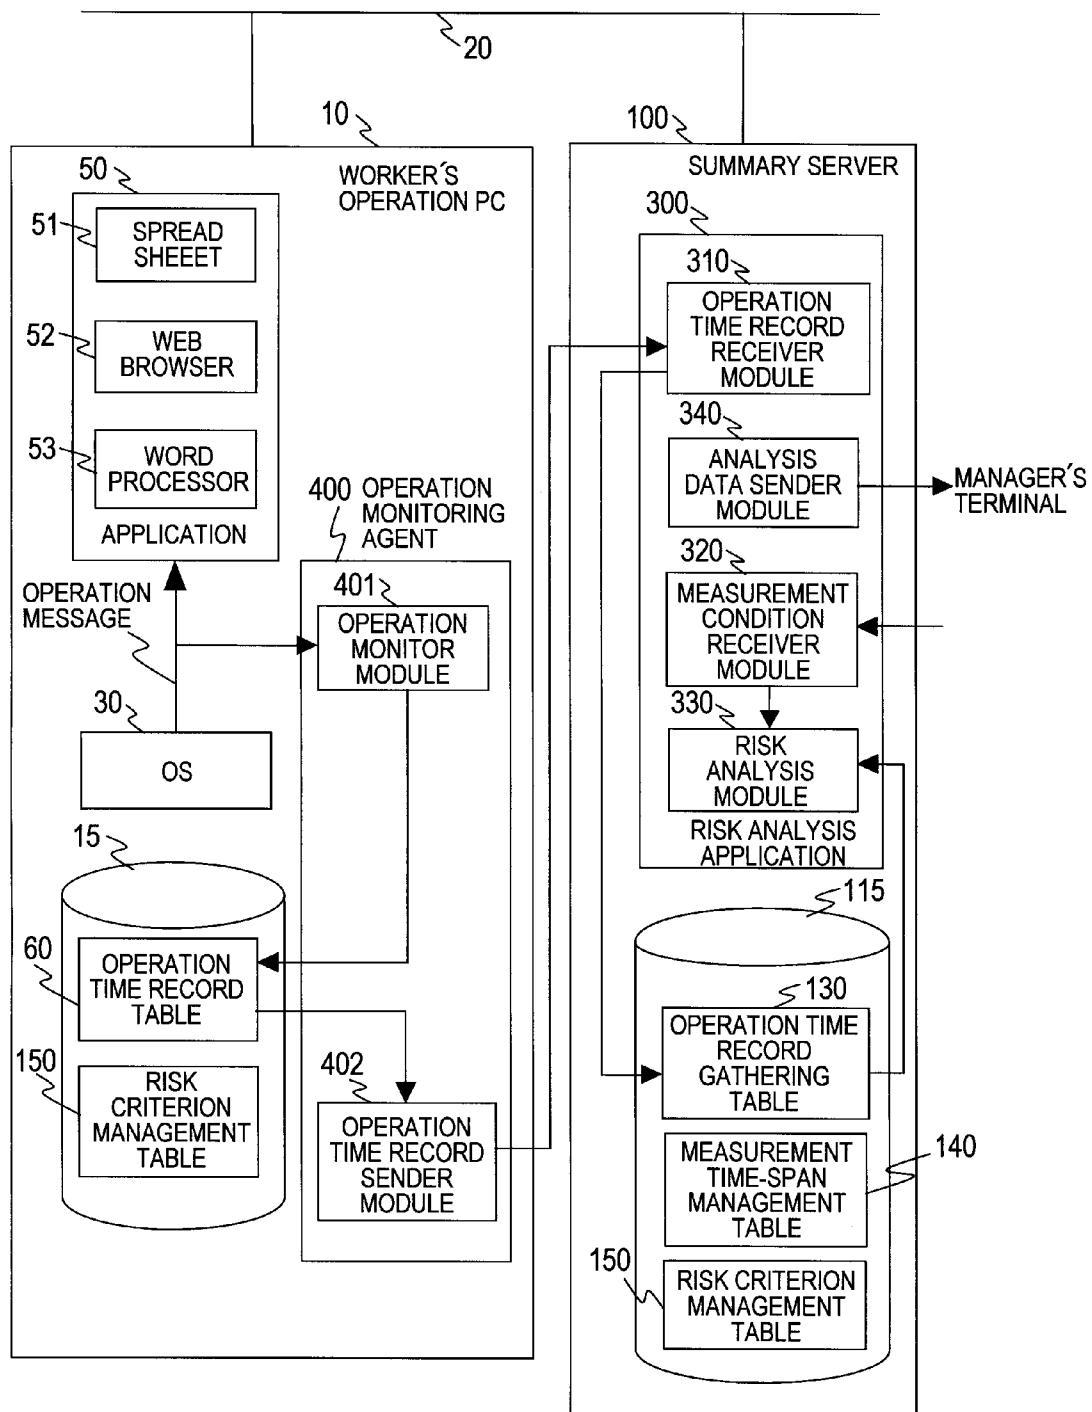 20
10
100
WORKER'S
OPERATION PC
SUMMARY SERVER
50
51
SPREAD
SHEEET
52
WEB
BROWSER
53
WORD
PROCESSOR
APPLICATION
OPERATION
MESSAGE
30
OS
400
OPERATION
MONITORING
AGENT
401
OPERATION
MONITOR
MODULE
15
60
OPERATION
TIME RECORD
TABLE
150
RISK
CRITERION
MANAGEMENT
TABLE
402
OPERATION
TIME RECORD
SENDER
MODULE
300
310
OPERATION
TIME RECORD
RECEIVER
MODULE
340
ANALYSIS
DATA SENDER
MODULE
MANAGER'S
TERMINAL
320
MEASUREMENT
CONDITION
RECEIVER
MODULE
330
RISK
ANALYSIS
MODULE
RISK ANALYSIS
APPLICATION
115
130
OPERATION TIME
RECORD
GATHERING
TABLE
140
MEASUREMENT
TIME-SPAN
MANAGEMENT
TABLE
150
RISK CRITERION
MANAGEMENT
TABLE